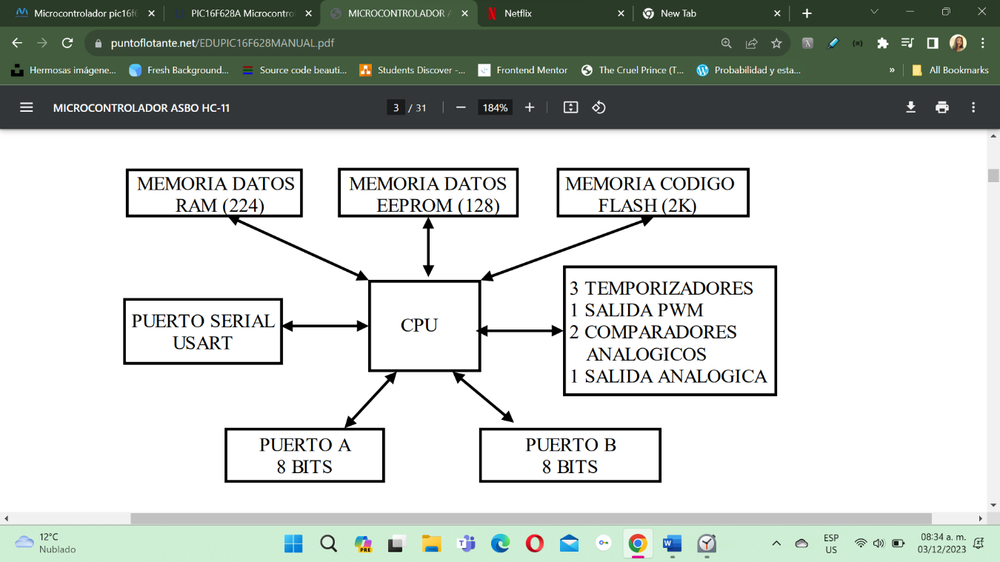 Microcontrolador pic16f6
PIC16F628A Microcontrol
MICROCONTROLADOR A
Netflix
New Tab
puntoflotante.net/EDUPIC16F628MANUAL.pdf
Hermosas imágene...
Fresh Background...
Source code beauti...
Students Discover -...
Frontend Mentor
The Cruel Prince (T...
Probabilidad y esta...
»
All Bookmarks
MICROCONTROLADOR ASBO HC-11
3 / 31
184%
MEMORIA DATOS
RAM (224)
MEMORIA DATOS
EEPROM (128)
MEMORIA CODIGO
FLASH (2K)
PUERTO SERIAL
USART
CPU
3 TEMPORIZADORES
1 SALIDA PWM
2 COMPARADORES
ANALOGICOS
1 SALIDA ANALOGICA
PUERTO A
8 BITS
PUERTO B
8 BITS
12°C
Nublado
PRE
ESP
US
08:34 a. m.
03/12/2023